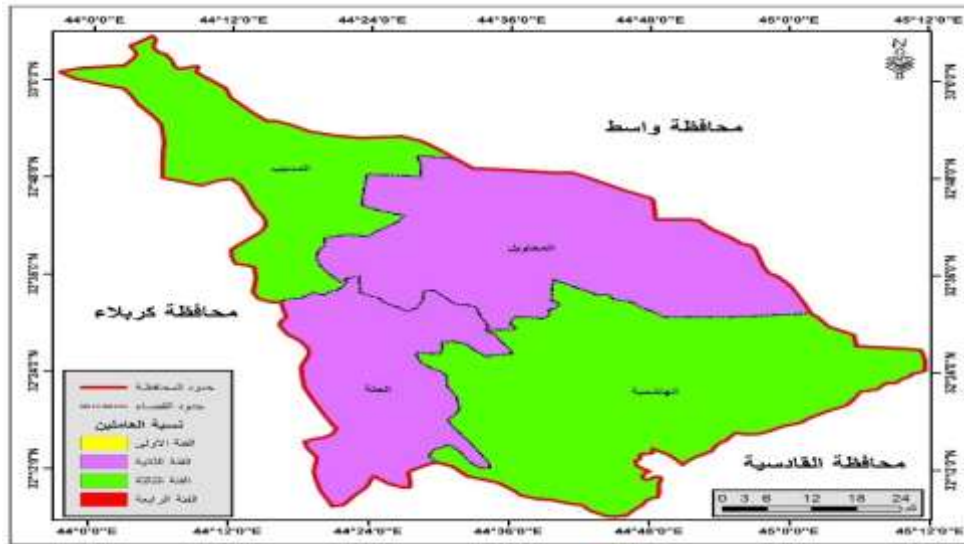 44°0'0"E 44°12'0"E 44°24'0"E 44°36'0"E 44°48'0"E 45°0'0"E 45°12'0"E
محافظة واسط
المسيب
المحاويل
محافظة كربلاء
الحلة
الهاشمية
محافظة القادسية
حدود المحافظة
حدود القضاء
نسبة العاملين
الفئة الأولى
الفئة الثانية
الفئة الثالثة
الفئة الرابعة
0 3 6 12 18 24
كم
44°0'0"E 44°12'0"E 44°24'0"E 44°36'0"E 44°48'0"E 45°0'0"E 45°12'0"E